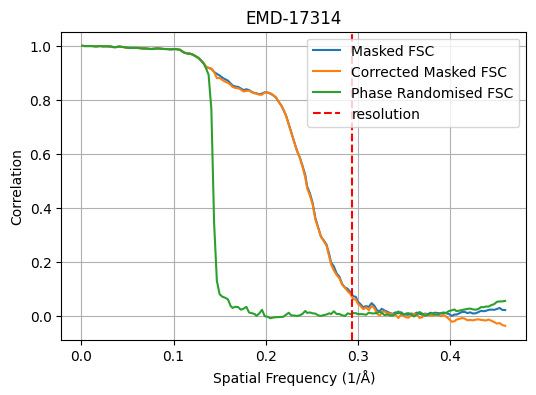 EMD-17314
Masked FSC
Corrected Masked FSC
Phase Randomised FSC
resolution
Correlation
1.0
0.8
0.6
0.4
0.2
0.0
0.0 0.1 0.2 0.3 0.4
Spatial Frequency (1/Å)